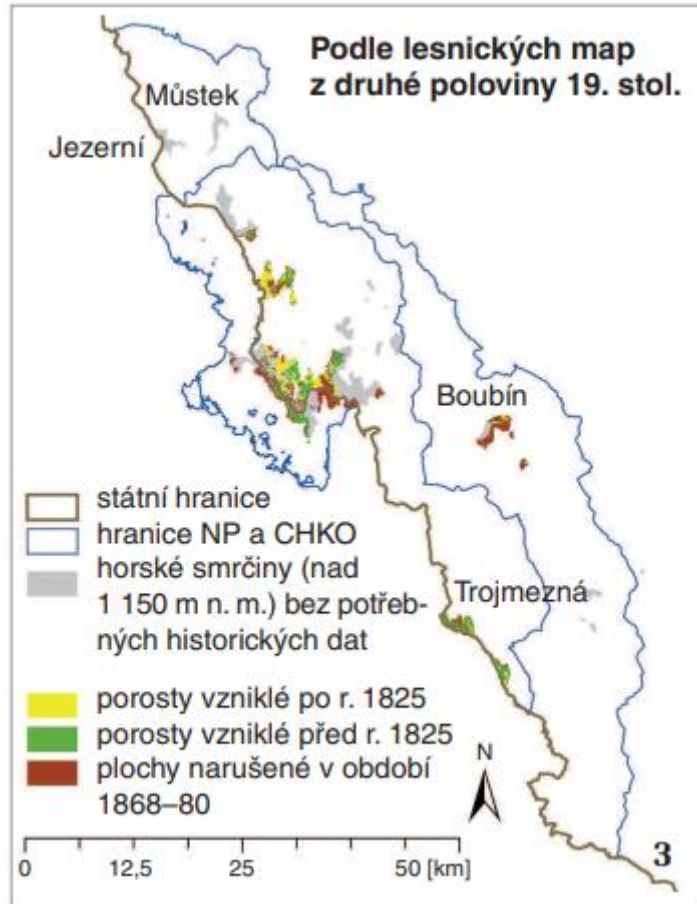 Podle lesnických map
z druhé poloviny 19. stol.
Můstek
Jezerní
Boubín
Trojmezná
státní hranice
hranice NP a CHKO
horské smrčiny (nad
1 150 m n. m.) bez potřeb-
ných historických dat
porosty vzniklé po r. 1825
porosty vzniklé před r. 1825
plochy narušené v období
1868–80
N
0 12,5 25 50 [km]
3